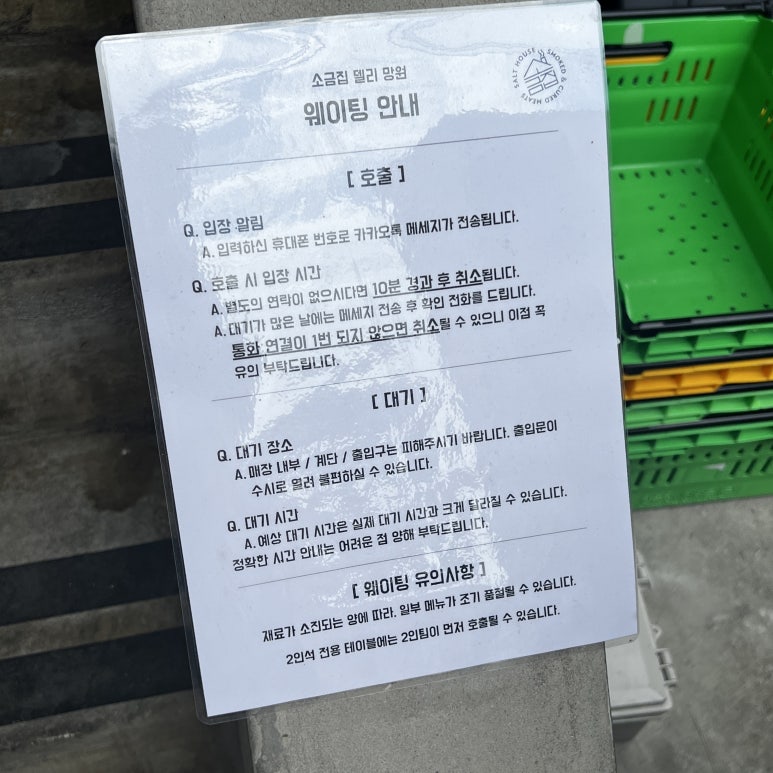 소금집 델리 망원
웨이팅 안내
SALT HOUSE SMOKED & CURED MEATS
[ 호출 ]
Q. 입장 알림
A. 입력하신 휴대폰 번호로 카카오톡 메세지가 전송됩니다.
Q. 호출 시 입장 시간
A. 별도의 연락이 없으시다면 10분 경과 후 취소됩니다.
A. 대기가 많은 날에는 메세지 전송 후 확인 전화를 드립니다.
통화 연결이 1번 되지 않으면 취소될 수 있으니 이점 꼭
유의 부탁드립니다.
[ 대기 ]
Q. 대기 장소
A. 매장 내부 / 계단 / 출입구는 피해주시기 바랍니다. 출입문이
수시로 열려 불편하실 수 있습니다.
Q. 대기 시간
A. 예상 대기 시간은 실제 대기 시간과 크게 달라질 수 있습니다.
정확한 시간 안내는 어려운 점 양해 부탁드립니다.
[ 웨이팅 유의사항 ]
재료가 소진되는 양에 따라. 일부 메뉴가 조기 품절될 수 있습니다.
2인석 전용 테이블에는 2인팀이 먼저 호출될 수 있습니다.